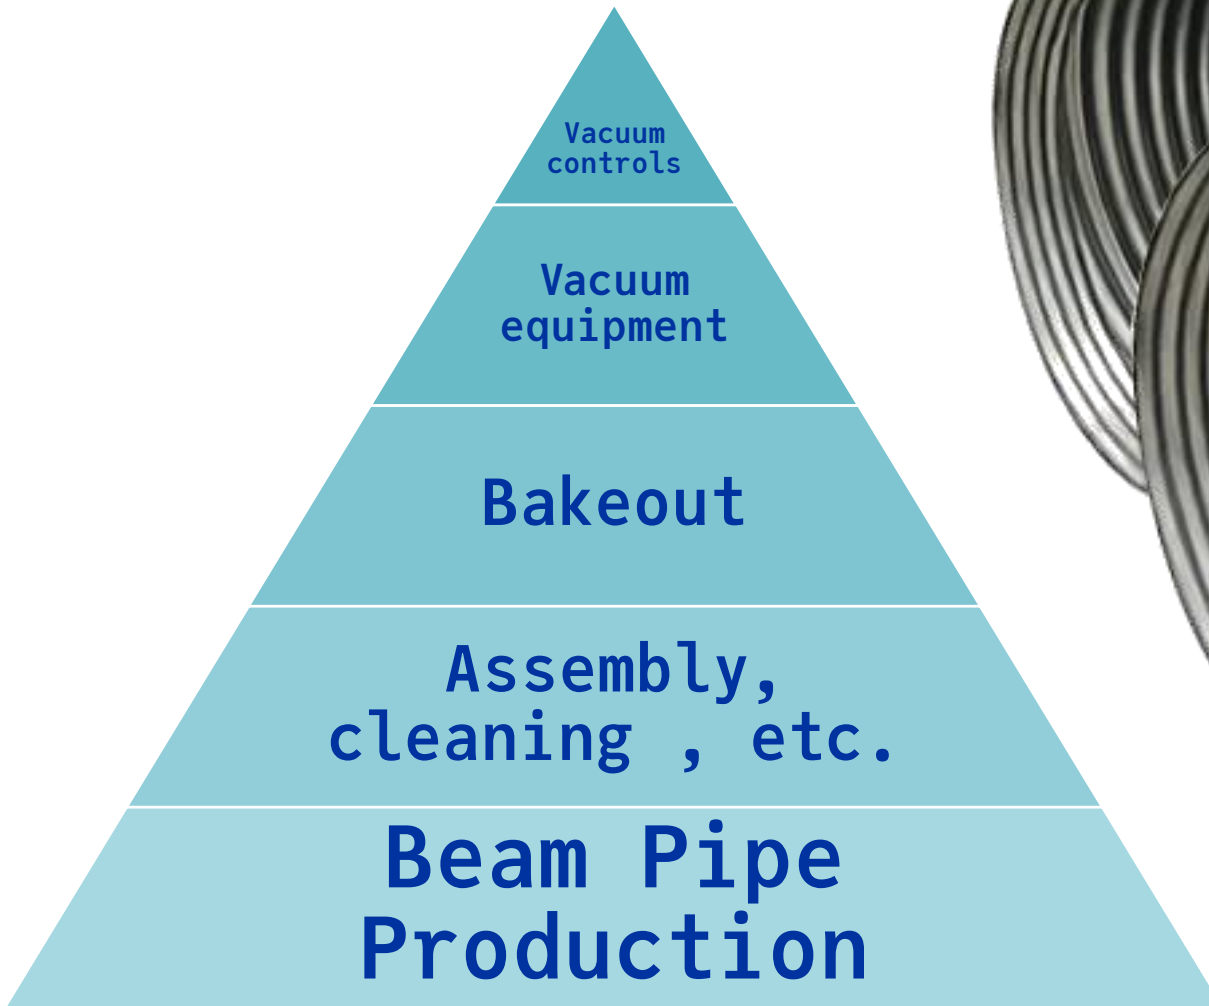 Vacuum
controls
Vacuum
equipment
Bakeout
Assembly,
cleaning , etc.
Beam Pipe
Production